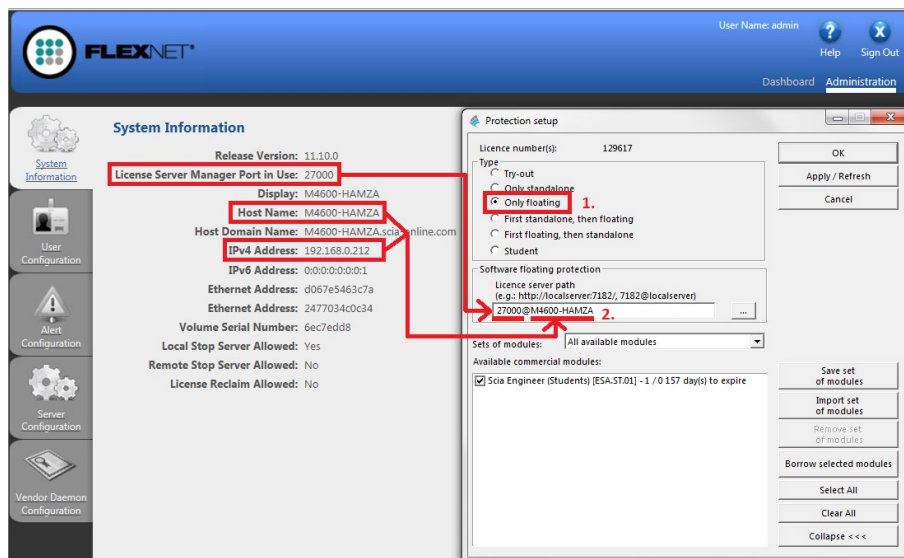 User Name: admin
Help
Sign Out
FLEXNET
Dashboard
Administration
System Information
User Configuration
Alert Configuration
Server Configuration
Vendor Daemon Configuration
System Information
Release Version: 11.10.0
License Server Manager Port in Use: 27000
Display: M4600-HAMZA
Host Name: M4600-HAMZA
Host Domain Name: M4600-HAMZA.scia-online.com
IPv4 Address: 192.168.0.212
IPv6 Address: 0:0:0:0:0:0:0:1
Ethernet Address: d067e5463c7a
Ethernet Address: 2477034c0c34
Volume Serial Number: 6ec7edd8
Local Stop Server Allowed: Yes
Remote Stop Server Allowed: No
License Reclaim Allowed: No
Protection setup
Licence number(s): 129617
Type
Try-out
Only standalone
Only floating 1.
First standalone, then floating
First floating, then standalone
Student
Software floating protection
Licence server path
(e.g.: http://localserver:7182/, 7182@localserver)
27000@M4600-HAMZA 2.
...
Sets of modules: All available modules
Available commercial modules:
Scia Engineer (Students) [ESA.ST.01] - 1 / 0 157 day(s) to expire
OK
Apply / Refresh
Cancel
Save set
of modules
Import set
of modules
Remove set
of modules
Borrow selected modules
Select All
Clear All
Collapse <<<